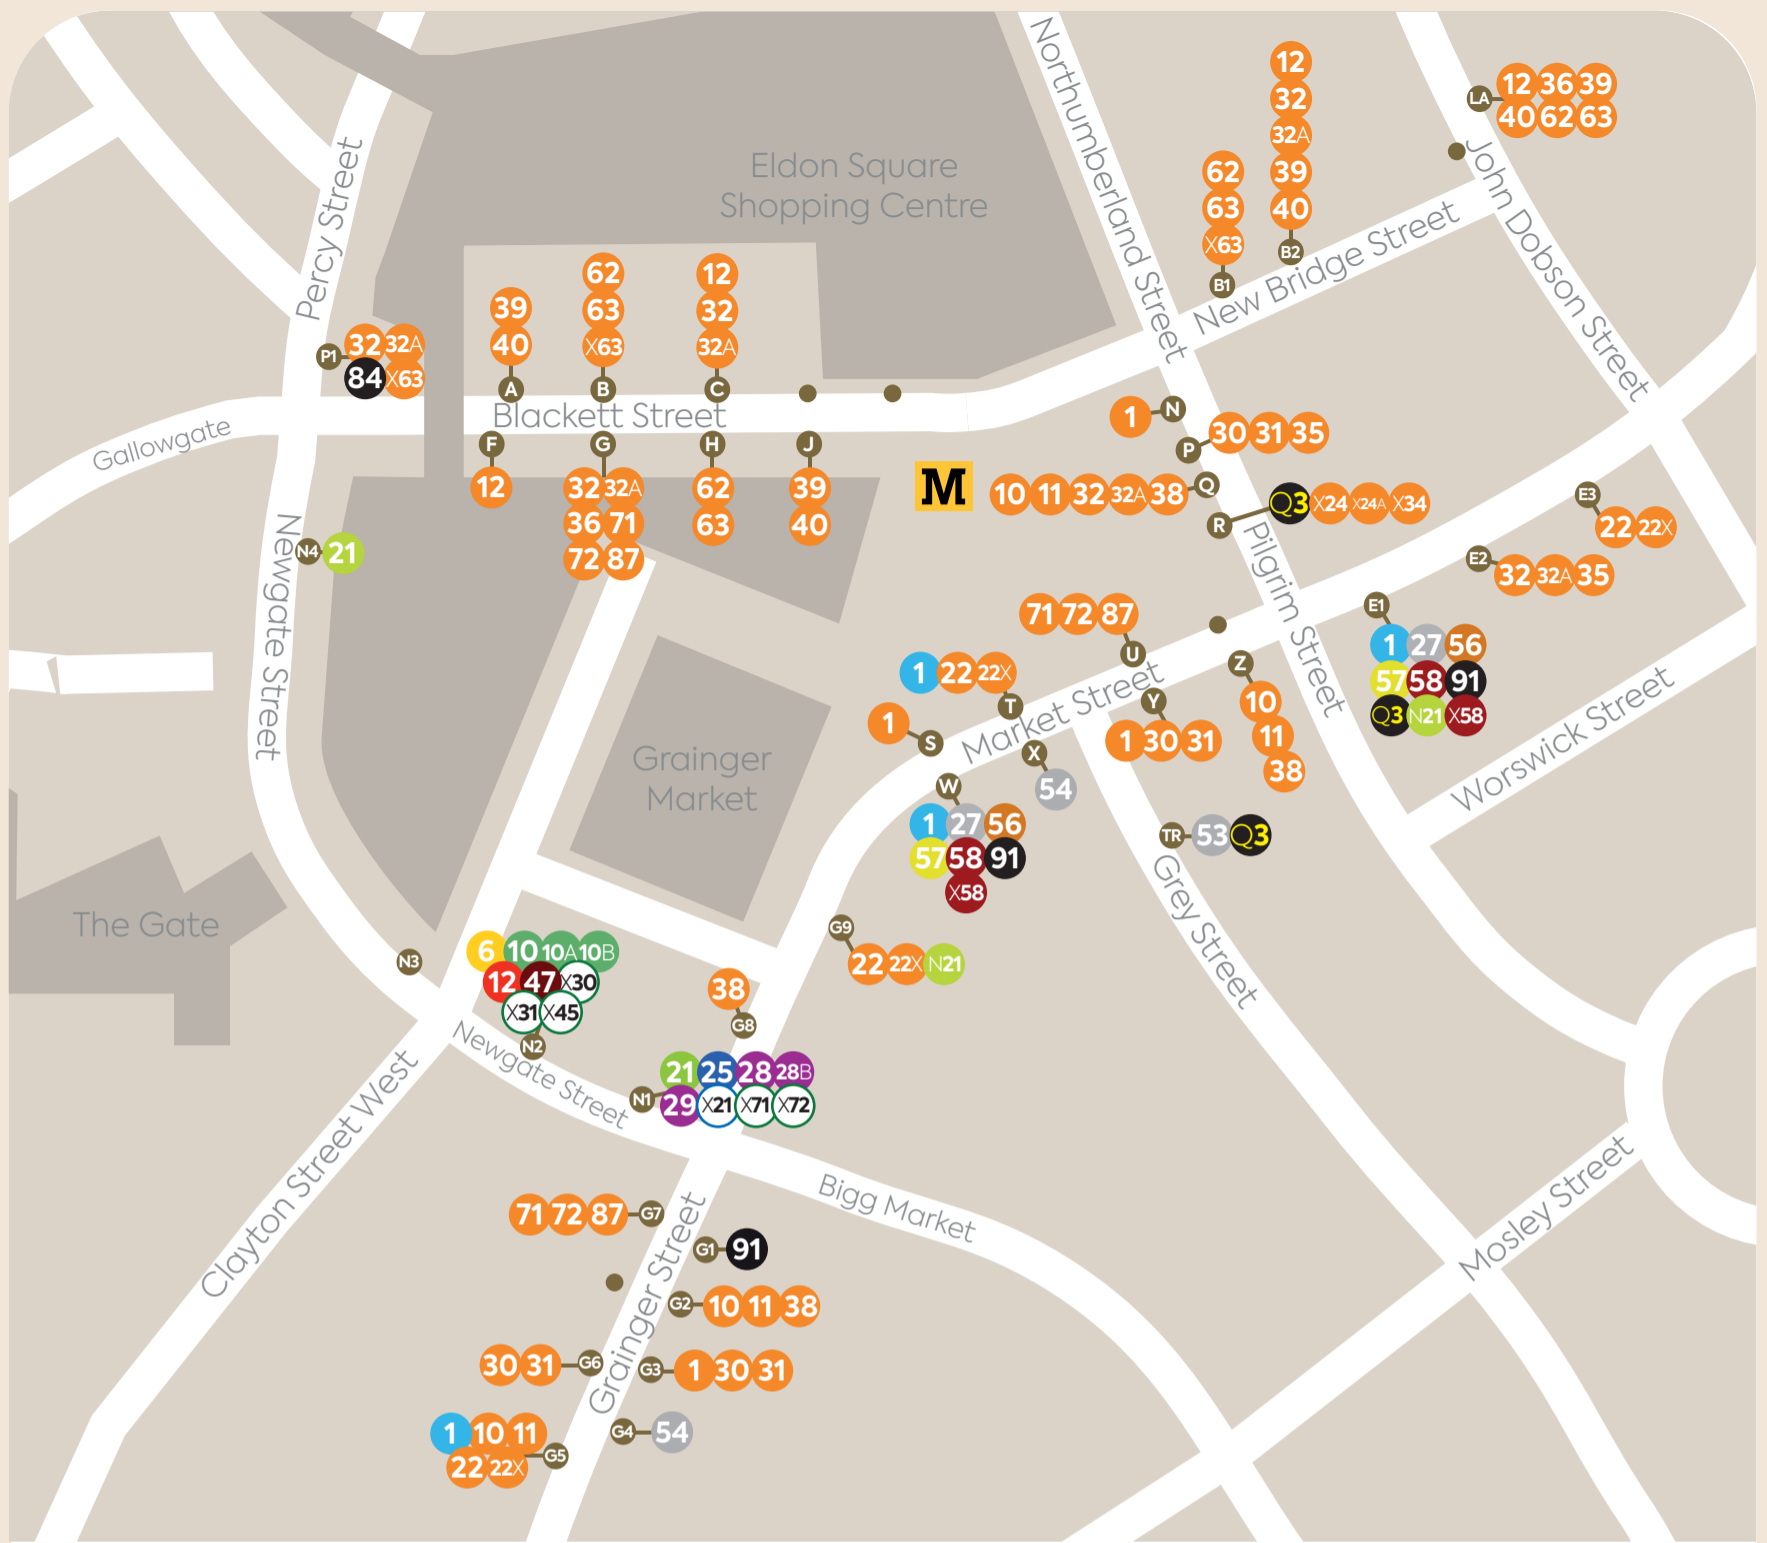 Eldon Square
Shopping Centre
Percy Street
Northumberland Street
John Dobson Street
New Bridge Street
Gallowgate
Blackett Street
Newgate Street
Pilgrim Street
Market Street
Worswick Street
Grainger
Market
The Gate
Grey Street
Newgate Street
Clayton Street West
Bigg Market
Grainger Street
Mosley Street
M
LA
12 36 39
40 62 63
12
32
32A
39
40
B2
62
63
X63
B1
P1
32 32A
84 X63
39
40
A
62
63
X63
B
12
32
32A
C
F
12
G
32 32A
36 71
72 87
H
62
63
J
39
40
1 N
P 30 31 35
10 11 32 32A 38 Q
R Q3 X24 X24A X34
E3
22 22X
E2
32 32A 35
E1
1 27 56
57 58 91
Q3 N21 X58
N4 21
71 72 87
U
1 22 22X
T
1
S
Z
10
11
38
Y
1 30 31
X
54
W
1 27 56
57 58 91
X58
TR 53 Q3
G9
22 22X N21
N3
6 10 10A 10B
12 47 X30
X31 X45
N2
38
G8
21 25 28 28B
N1
29 X21 X71 X72
71 72 87 G7
G1 91
G2 10 11 38
30 31 G6
G3 1 30 31
G4 54
1 10 11
22 22X
G5